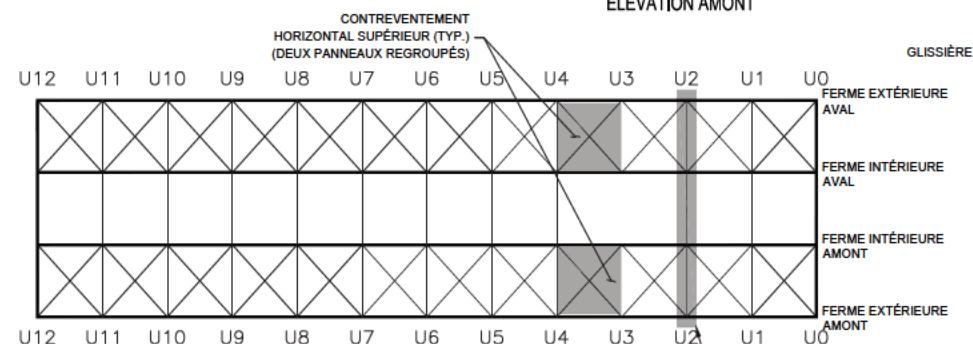 ÉLÉVATION AMONT
CONTREVENTEMENT
HORIZONTAL SUPÉRIEUR (TYP.)
(DEUX PANNEAUX REGROUPÉS)
GLISSIÈRE
U12 U11 U10 U9 U8 U7 U6 U5 U4 U3 U2 U1 U0
FERME EXTÉRIEURE
AVAL
FERME INTÉRIEURE
AVAL
FERME INTÉRIEURE
AMONT
FERME EXTÉRIEURE
AMONT
U12 U11 U10 U9 U8 U7 U6 U5 U4 U3 U2 U1 U0